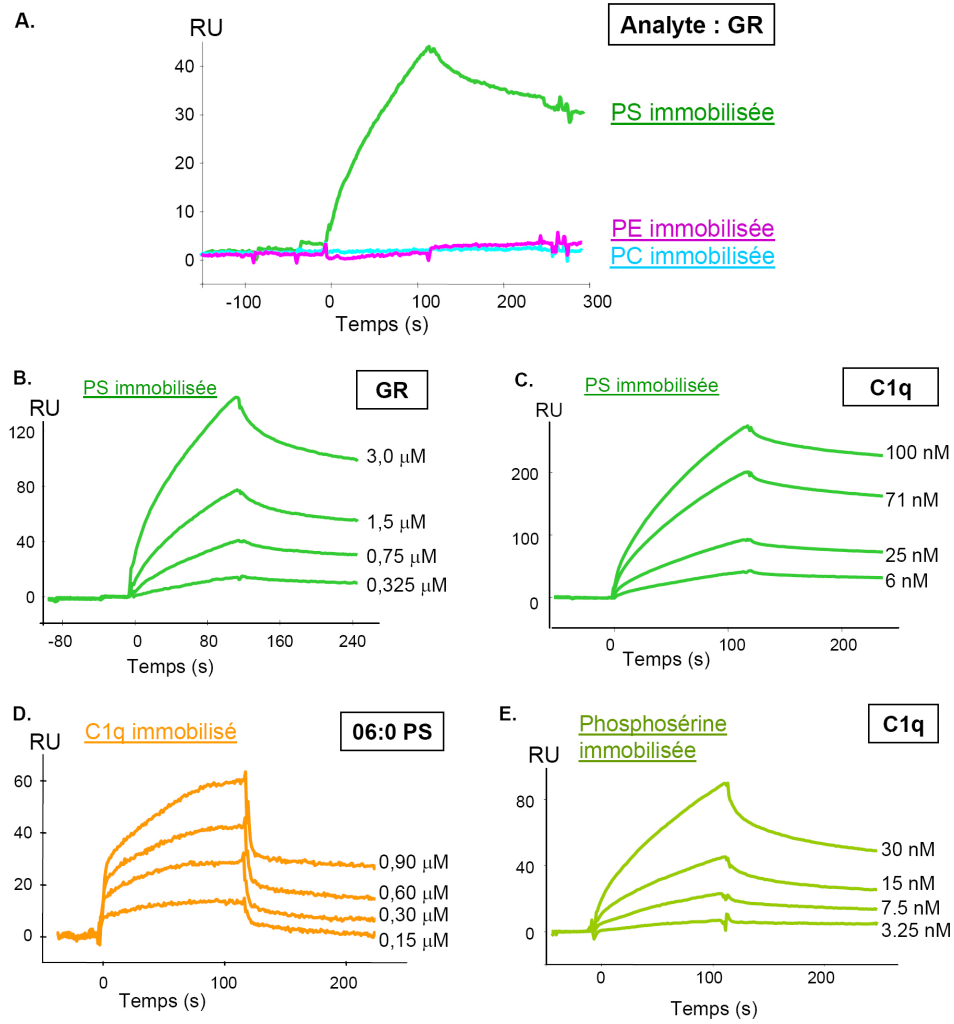 A.
RU
Analyte : GR
40
30
20
10
0
-100
0
100
200
300
Temps (s)
PS immobilisée
PE immobilisée
PC immobilisée
B.
PS immobilisée
GR
RU
120
80
40
0
-80
0
80
160
240
Temps (s)
3,0 μM
1,5 μM
0,75 μM
0,325 μM
C.
PS immobilisée
C1q
RU
200
100
0
0
100
200
Temps (s)
100 nM
71 nM
25 nM
6 nM
D.
C1q immobilisé
06:0 PS
RU
60
40
20
0
0
100
200
Temps (s)
0,90 μM
0,60 μM
0,30 μM
0,15 μM
E.
Phosphosérine
immobilisée
C1q
RU
80
40
0
0
100
200
Temps (s)
30 nM
15 nM
7.5 nM
3.25 nM